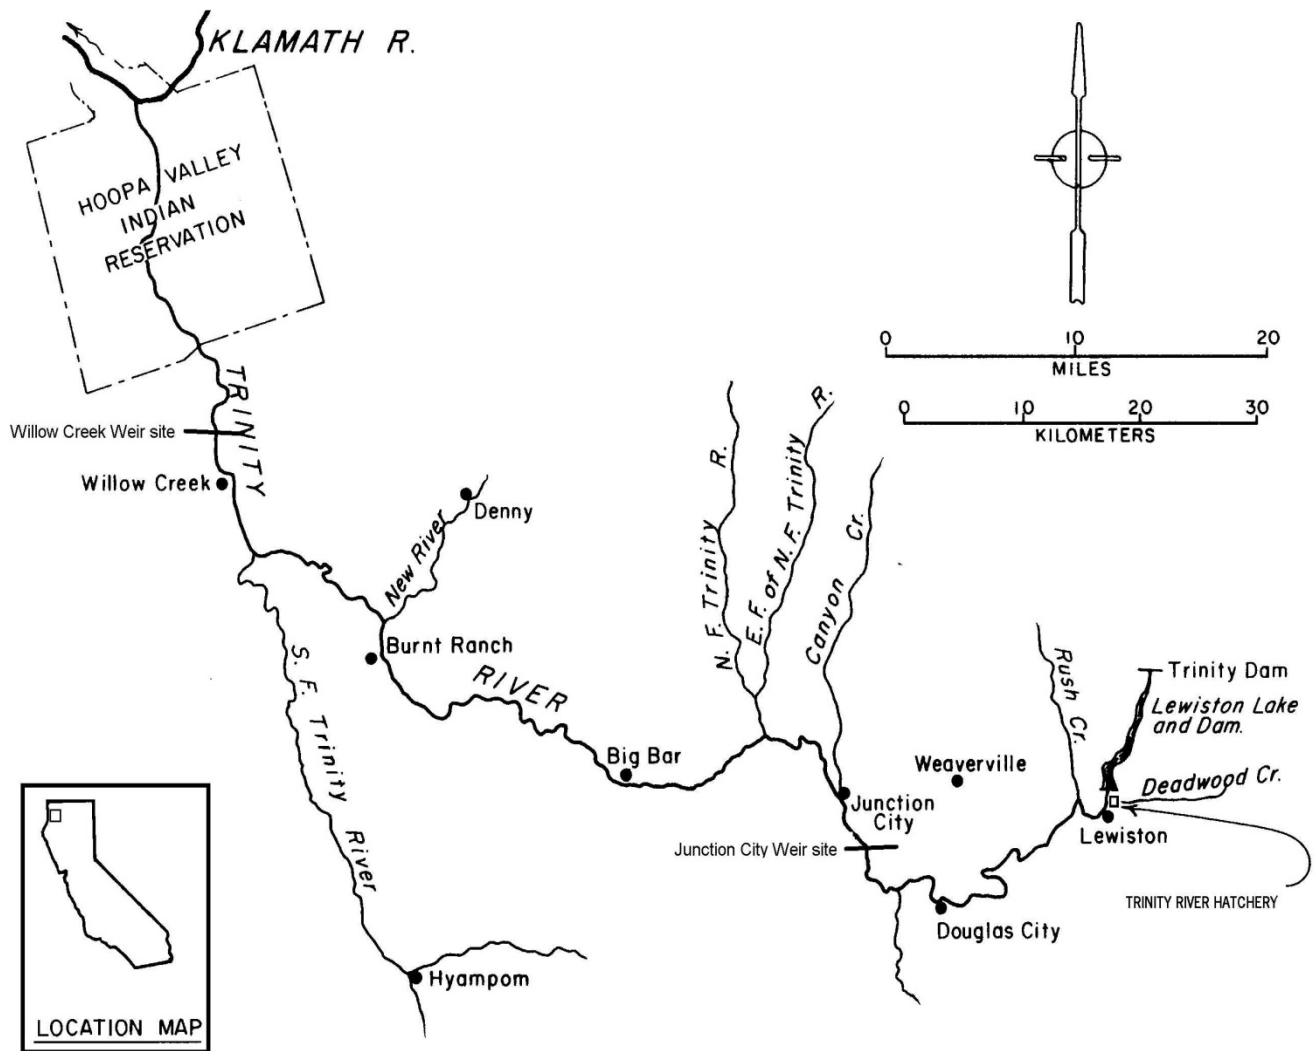 KLAMATH R.
HOOPA VALLEY
INDIAN
RESERVATION
0 10 20
MILES
0 10 20 30
KILOMETERS
TRINITY
Willow Creek Weir site
Willow Creek
Denny
New River
N. F. Trinity R.
E. F. of N. F. Trinity R.
Canyon Cr.
Burnt Ranch
RIVER
S. F. Trinity River
Rush Cr.
Trinity Dam
Lewiston Lake
and Dam.
Big Bar
Weaverville
Deadwood Cr.
Junction
City
Lewiston
Junction City Weir site
TRINITY RIVER HATCHERY
Douglas City
Hyampom
LOCATION MAP